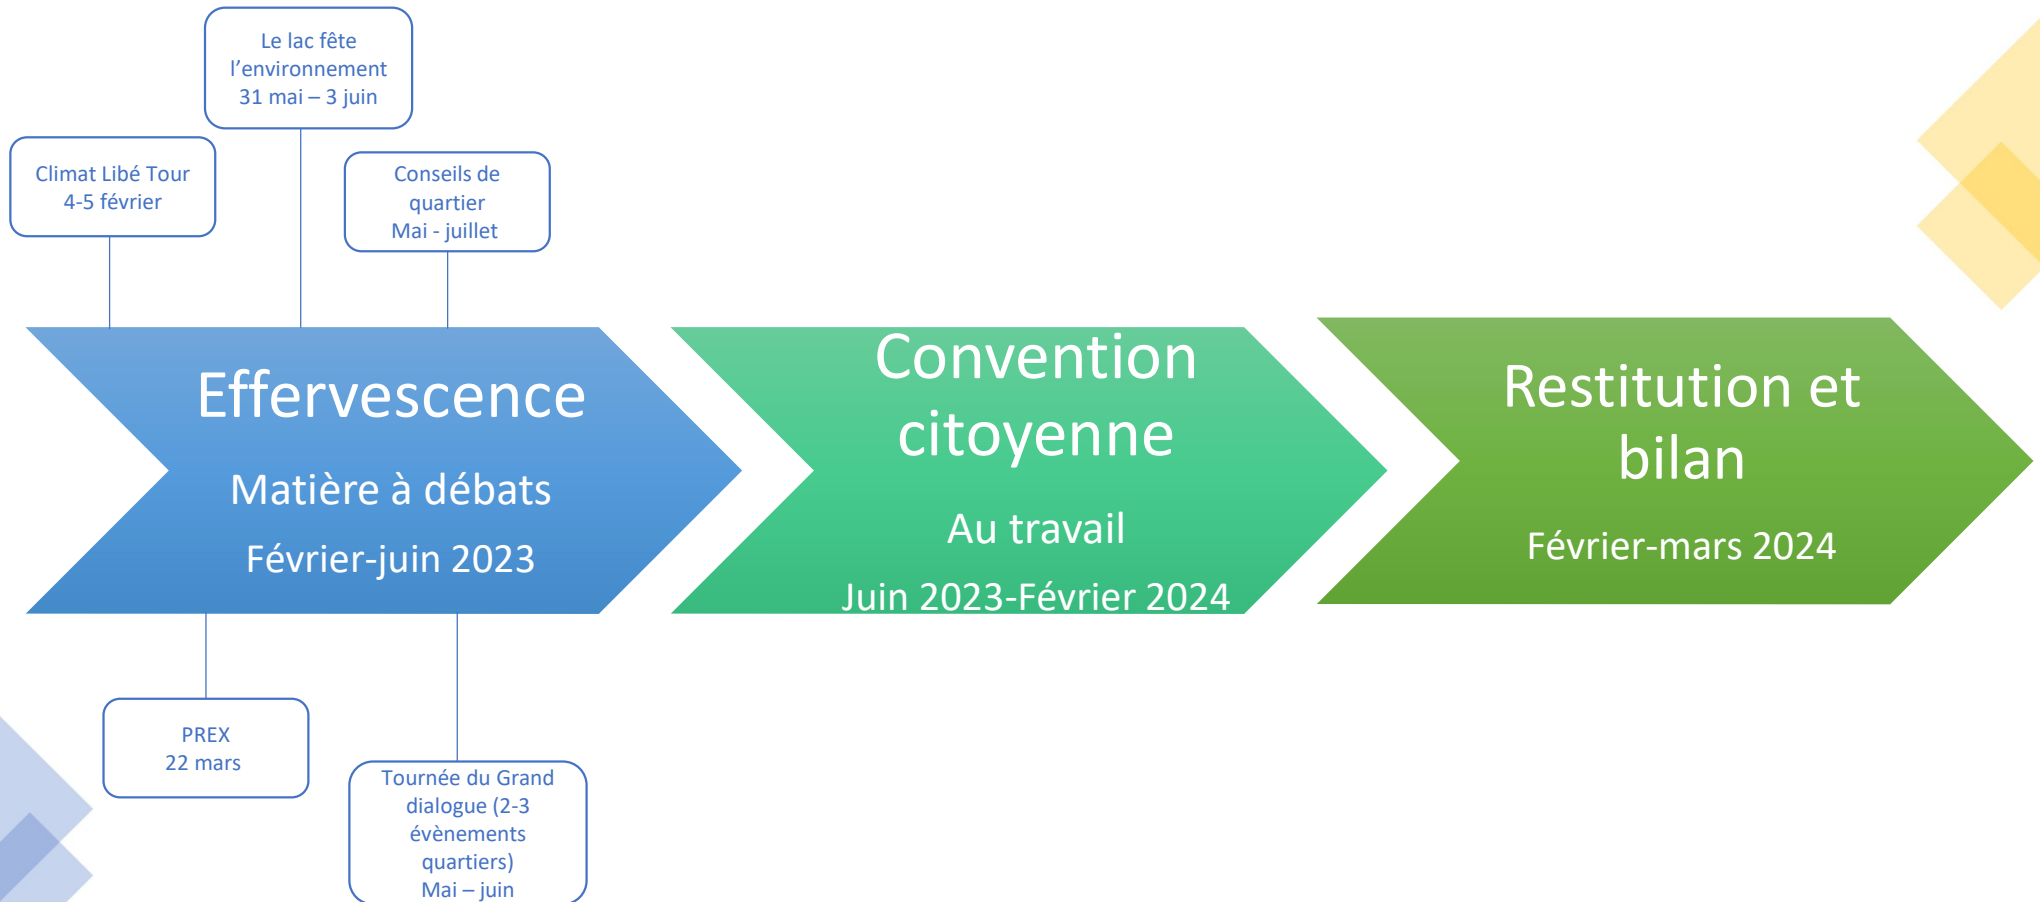 Le lac fête
l’environnement
31 mai – 3 juin
Climat Libé Tour
4-5 février
Conseils de
quartier
Mai - juillet
Effervescence
Matière à débats
Février-juin 2023
Convention
citoyenne
Au travail
Juin 2023-Février 2024
Restitution et
bilan
Février-mars 2024
PREX
22 mars
Tournée du Grand
dialogue (2-3
évènements
quartiers)
Mai – juin